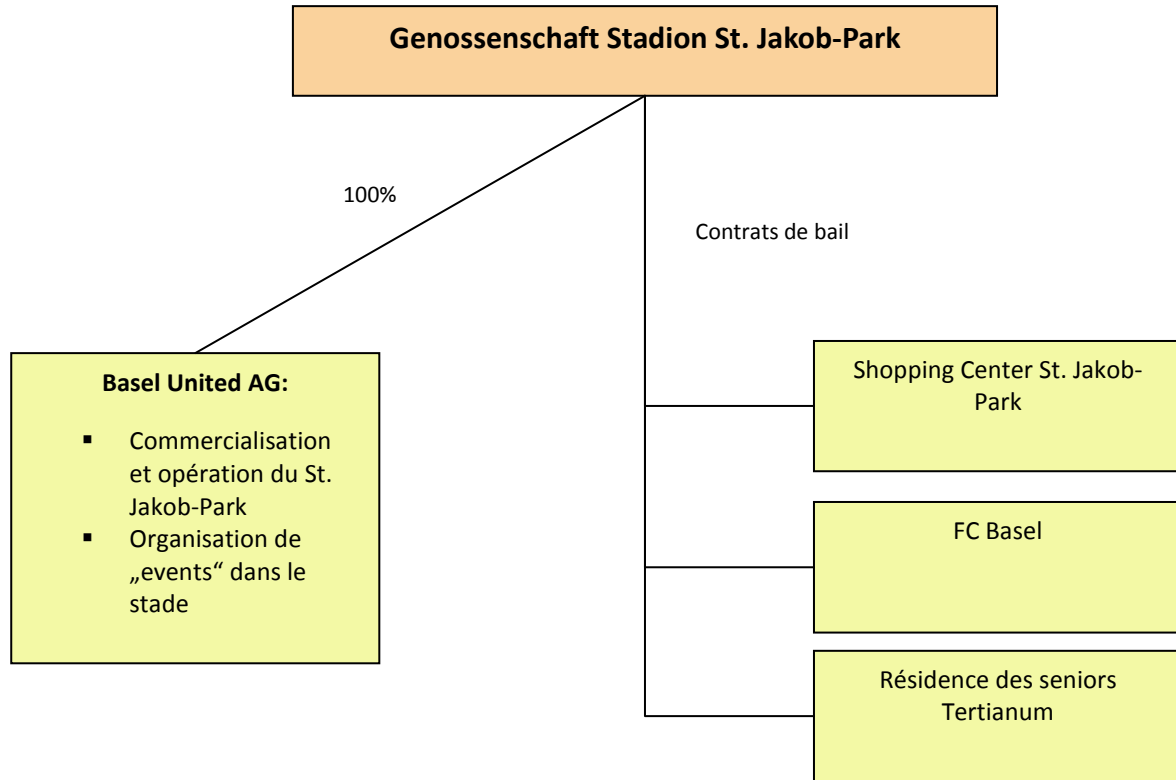 Genossenschaft Stadion St. Jakob-Park
100%
Contrats de bail
Basel United AG:
▪ Commercialisation
et opération du St.
Jakob-Park
▪ Organisation de
„events“ dans le
stade
Shopping Center St. Jakob-
Park
FC Basel
Résidence des seniors
Tertianum